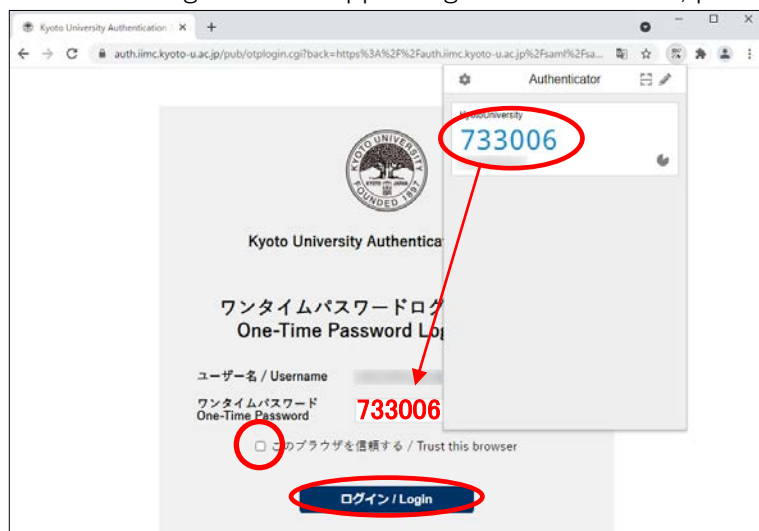 Kyoto University Authentication
auth.iimc.kyoto-u.ac.jp/pub/otplogin.cgi?back=https%3A%2F%2Fauth.iimc.kyoto-u.ac.jp%2Fsaml%2Fsa...
Authenticator
KyotoUniversity
733006
KYOTO UNIVERSITY
KYOTO JAPAN
FOUNDED 1897
Kyoto University Authentica
ワンタイムパスワードログ
One-Time Password Log
ユーザー名 / Username
ワンタイムパスワード
One-Time Password
733006
このブラウザを信頼する / Trust this browser
ログイン / Login